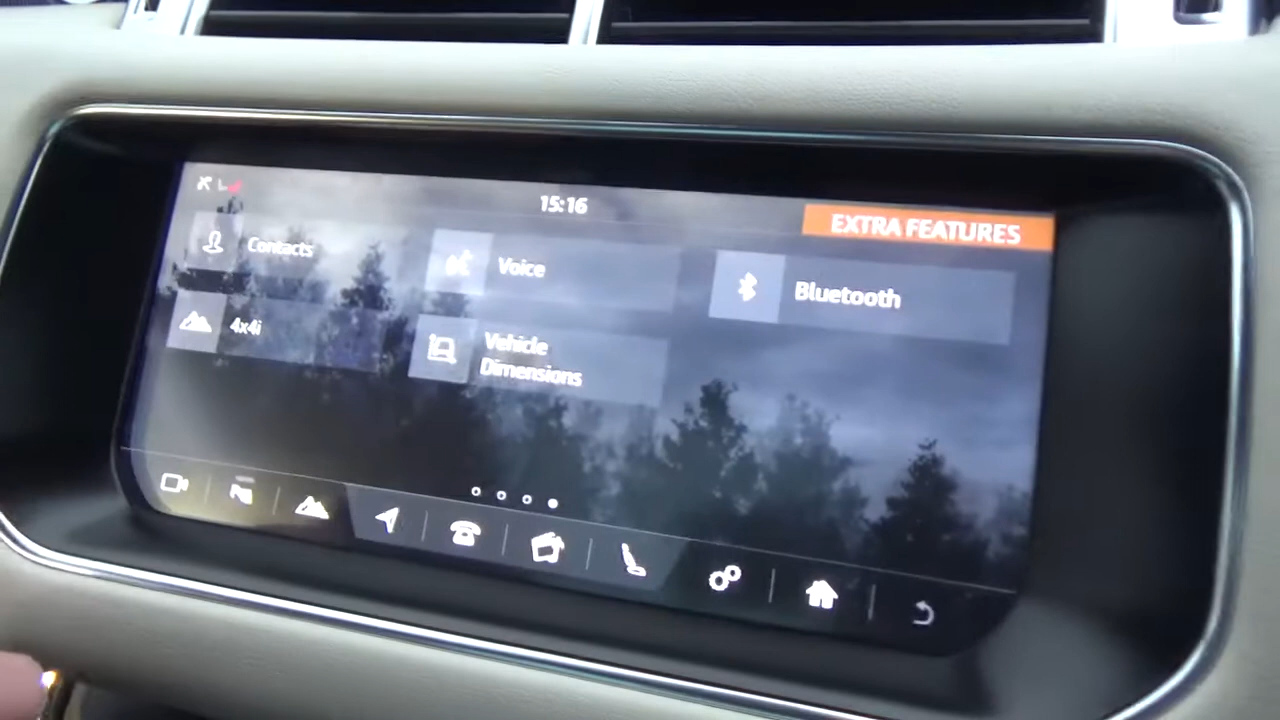 15:16
EXTRA FEATURES
Contacts
Voice
Bluetooth
4x4i
Vehicle
Dimensions